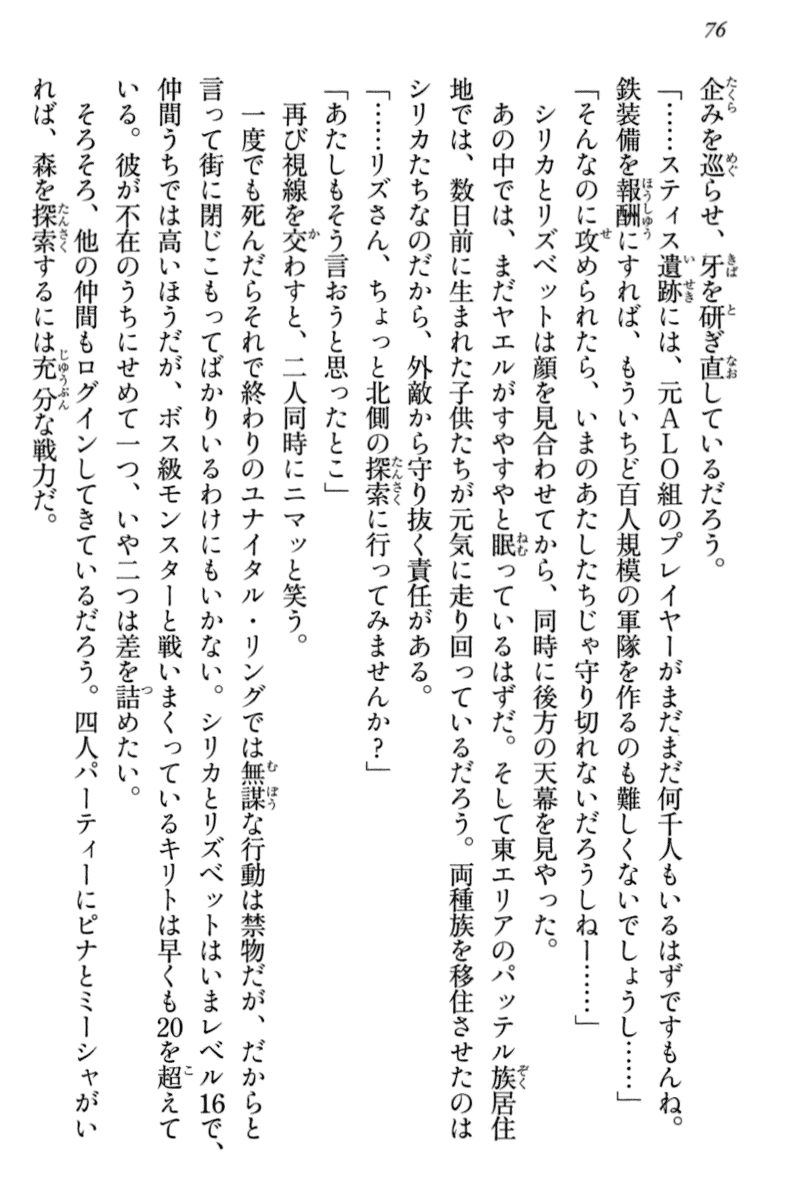 76
企みを巡らせ、牙を研ぎ直しているだろう。
「……スティス遺跡には、元ALO組のプレイヤーがまだまだ何千人もいるはずですもんね。
鉄装備を報酬にすれば、もういちど百人規模の軍隊を作るのも難しくないでしょうし……」
「そんなのに攻められたら、いまのあたしたちじゃ守り切れないだろうしねー……」
シリカとリズベットは顔を見合わせてから、同時に後方の天幕を見やった。
あの中では、まだヤエルがすやすやと眠っているはずだ。そして東エリアのパッテル族居住
地では、数日前に生まれた子供たちが元気に走り回っているだろう。両種族を移住させたのは
シリカたちなのだから、外敵から守り抜く責任がある。
「……リズさん、ちょっと北側の探索に行ってみませんか？」
「あたしもそう言おうと思ったとこ」
再び視線を交わすと、二人同時にニマッと笑う。
一度でも死んだらそれで終わりのユナイタル・リングでは無謀な行動は禁物だが、だからと
言って街に閉じこもってばかりいるわけにもいかない。シリカとリズベットはいまレベル16で、
仲間うちでは高いほうだが、ボス級モンスターと戦いまくっているキリトは早くも20を超えて
いる。彼が不在のうちにせめて一つ、いや二つは差を詰めたい。
そろそろ、他の仲間もログインしてきているだろう。四人パーティーにピナとミーシャがい
れば、森を探索するには充分な戦力だ。